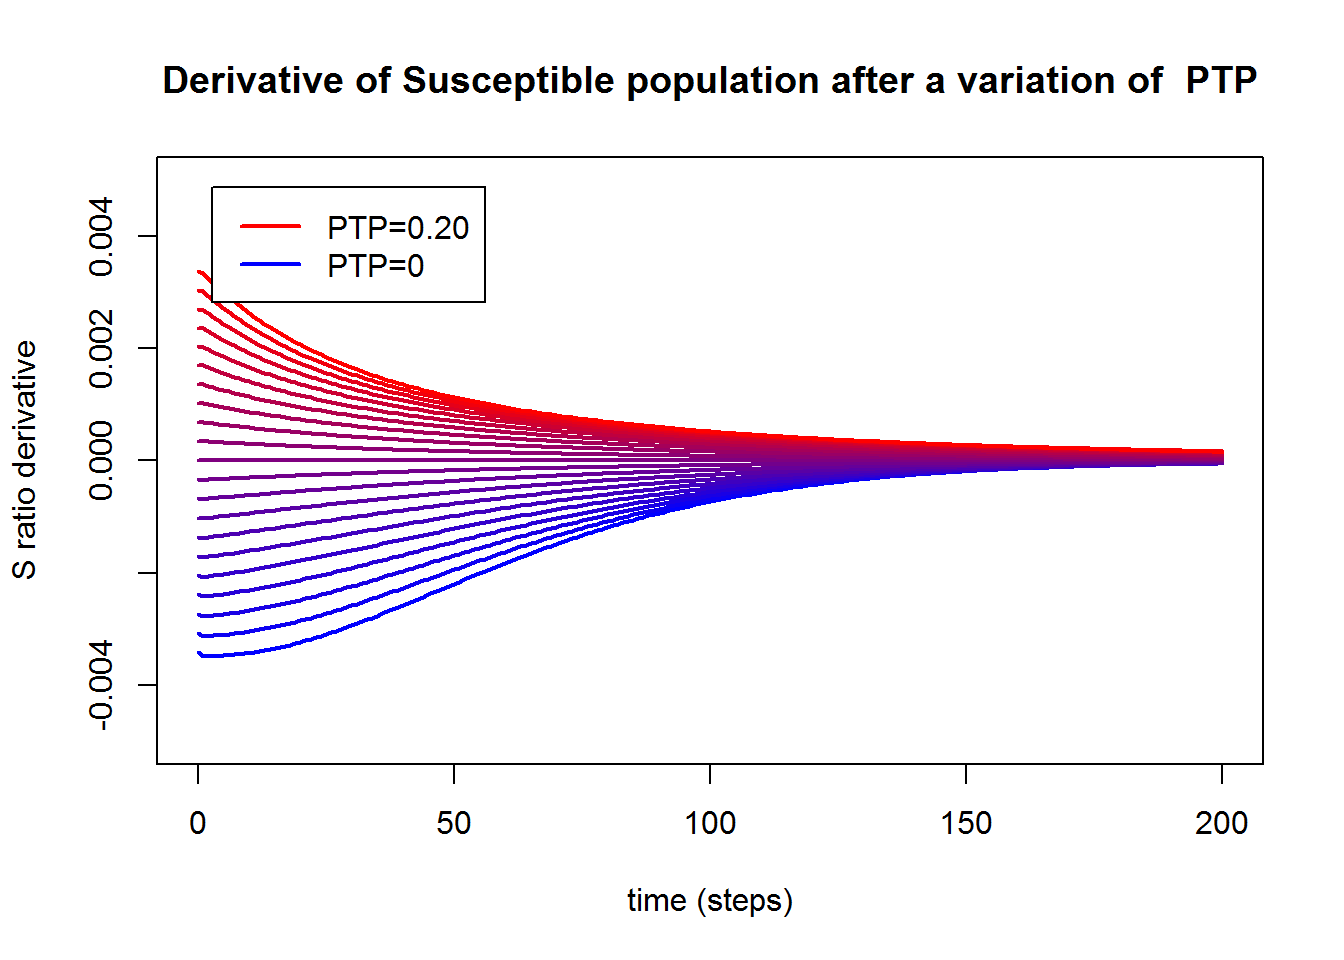 Derivative of Susceptible population after a variation of  PTP
PTP=0.20
PTP=0
S ratio derivative
0.004
0.002
0.000
-0.004
0
50
100
150
200
time (steps)